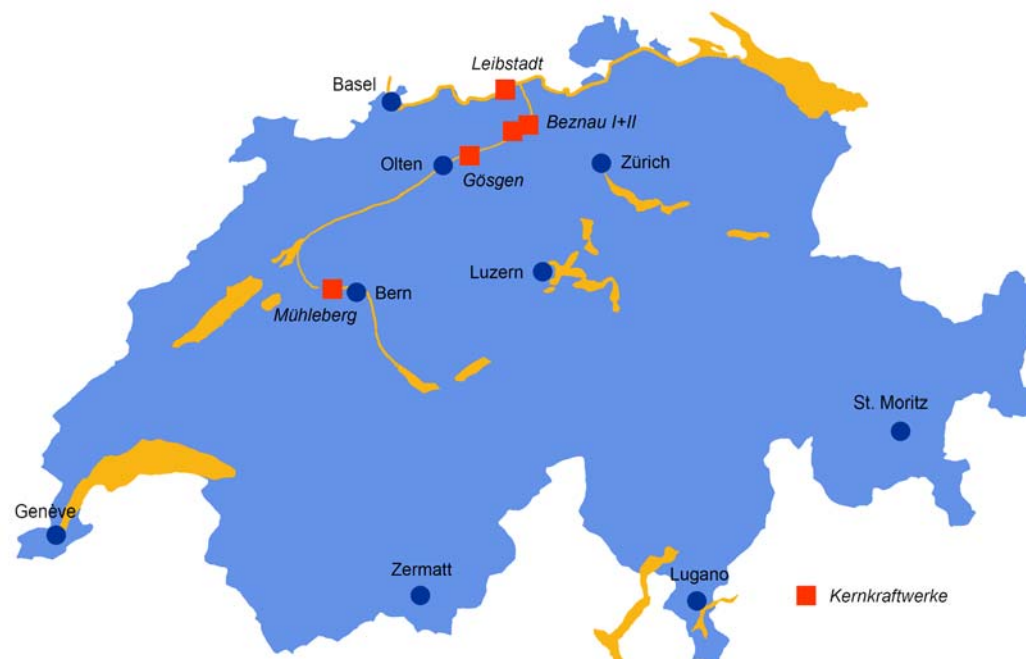 Leibstadt
Basel
Beznau I+II
Olten
Zürich
Gösgen
Luzern
Bern
Mühleberg
St. Moritz
Genève
Zermatt
Lugano
Kernkraftwerke